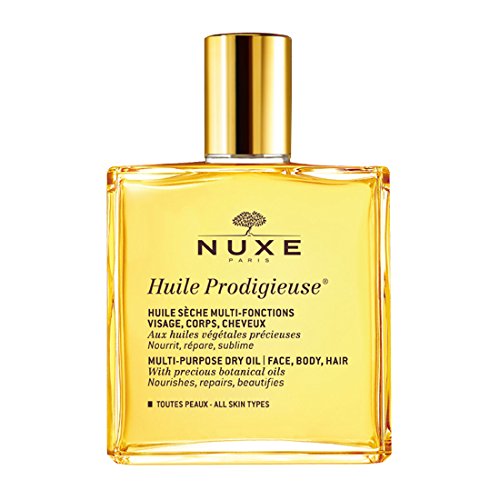 NUXE
PARIS
Huile Prodigieuse®
HUILE SÈCHE MULTI-FONCTIONS
VISAGE, CORPS, CHEVEUX
Aux huiles végétales précieuses
Nourrit, répare, sublime
MULTI-PURPOSE DRY OIL | FACE, BODY, HAIR
With precious botanical oils
Nourishes, repairs, beautifies
■ TOUTES PEAUX - ALL SKIN TYPES